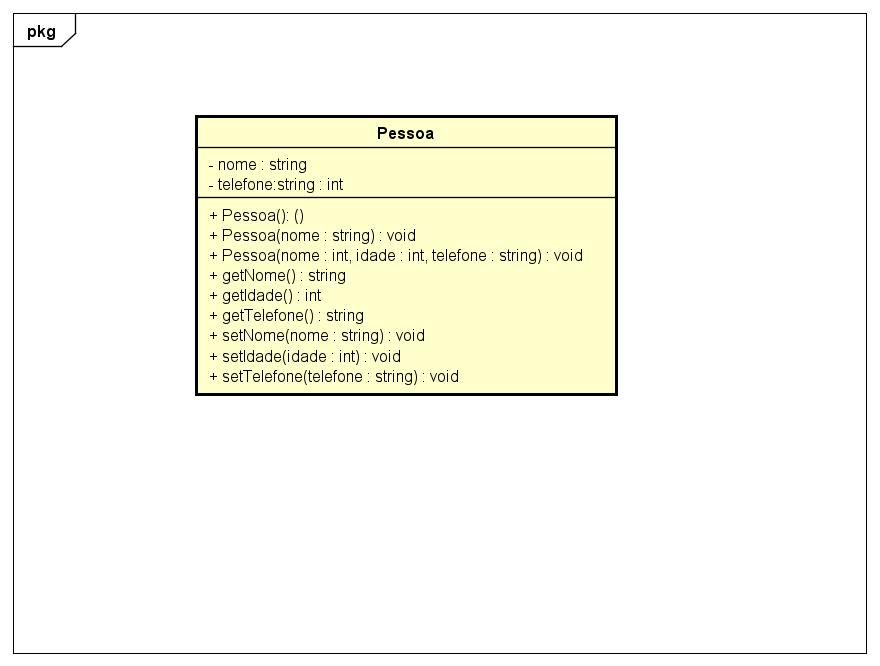 pkg
Pessoa
- nome : string
- telefone:string : int
+ Pessoa(): ()
+ Pessoa(nome : string) : void
+ Pessoa(nome : int, idade : int, telefone : string) : void
+ getNome() : string
+ getIdade() : int
+ getTelefone() : string
+ setNome(nome : string) : void
+ setIdade(idade : int) : void
+ setTelefone(telefone : string) : void